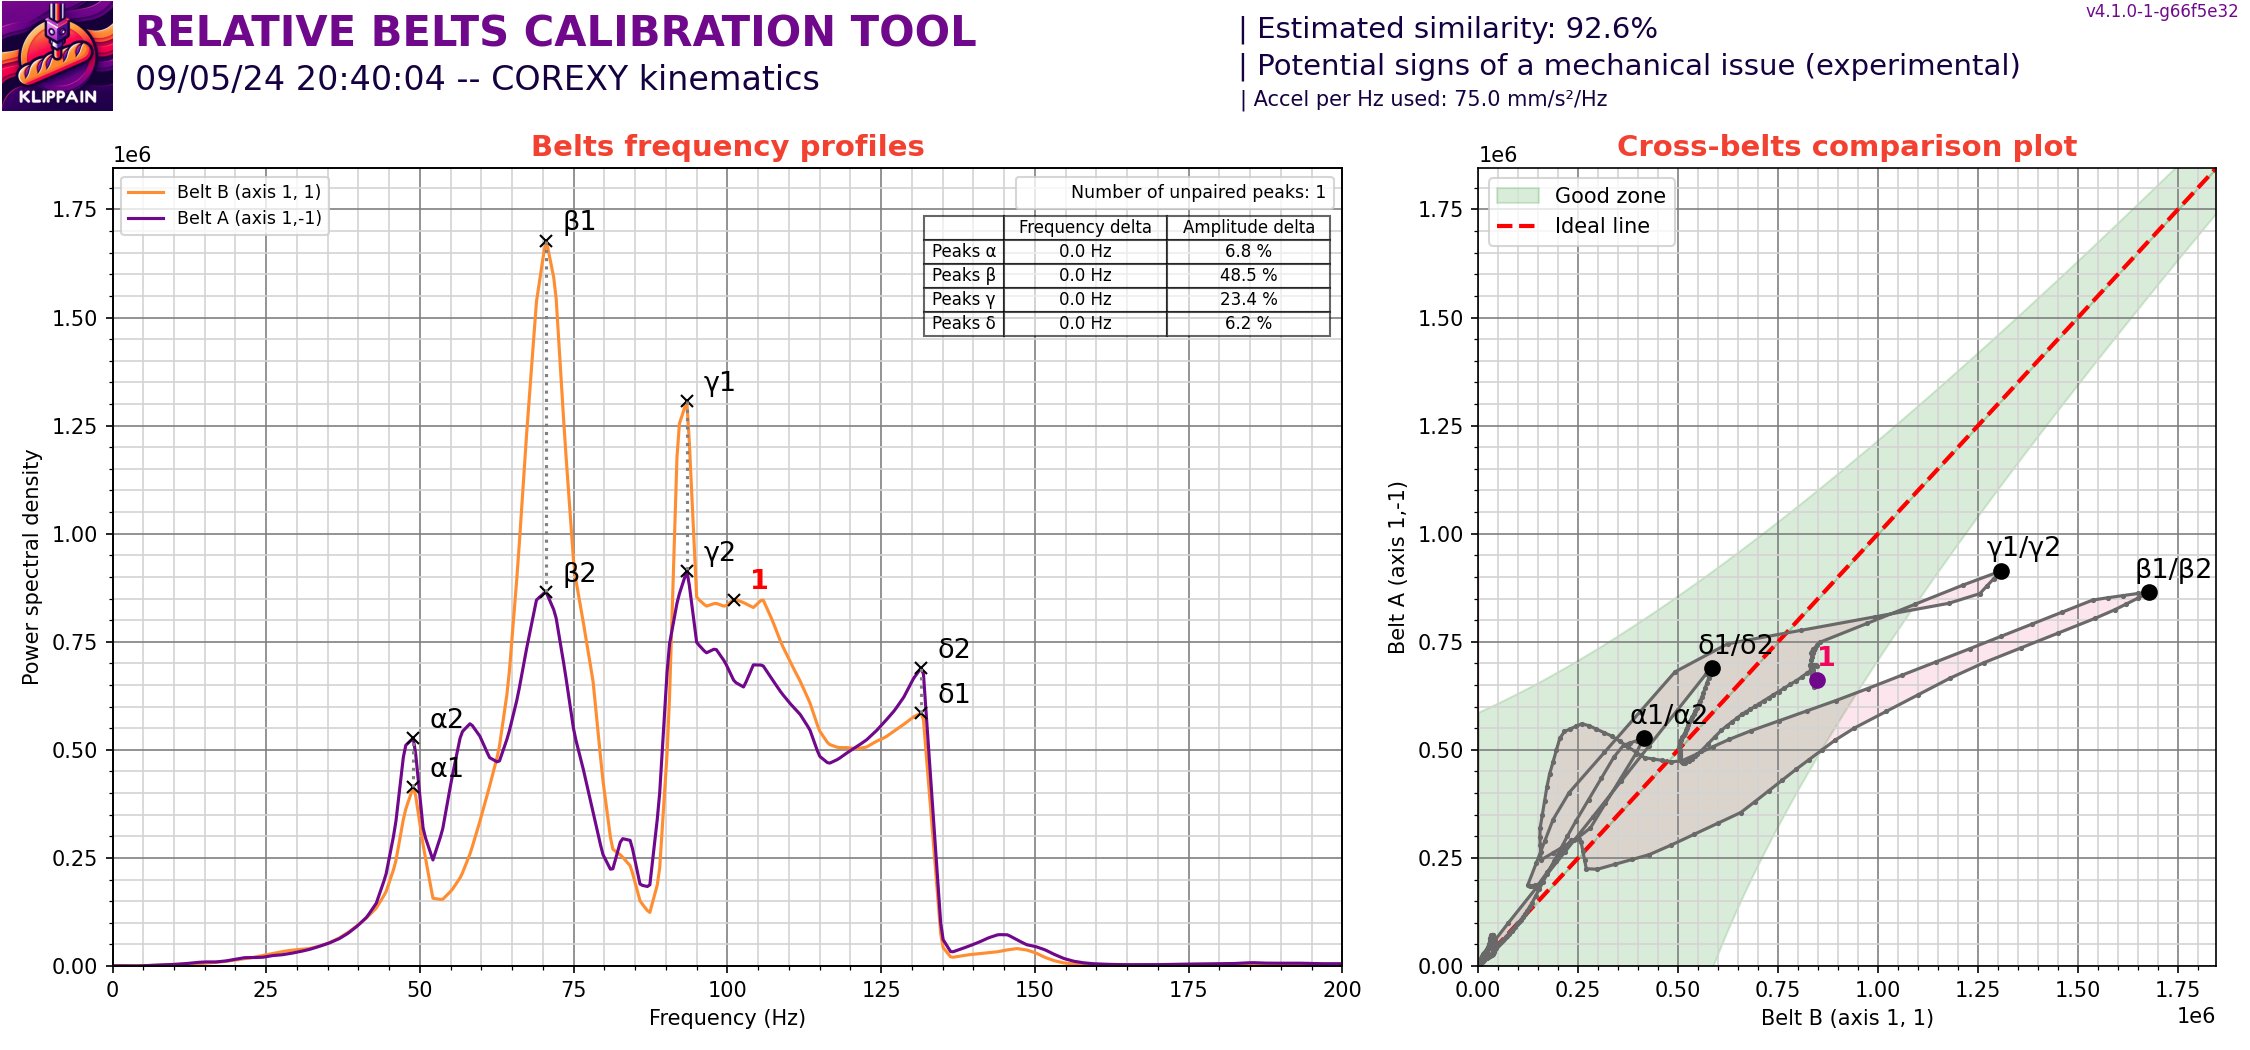 v4.1.0-1-g66f5e32
KLIPPAIN
RELATIVE BELTS CALIBRATION TOOL
09/05/24 20:40:04 -- COREXY kinematics
| Estimated similarity: 92.6%
| Potential signs of a mechanical issue (experimental)
| Accel per Hz used: 75.0 mm/s²/Hz
Belts frequency profiles
1e6
Belt B (axis 1, 1)
Belt A (axis 1,-1)
Number of unpaired peaks: 1
Frequency delta Amplitude delta
Peaks α 0.0 Hz 6.8 %
Peaks β 0.0 Hz 48.5 %
Peaks γ 0.0 Hz 23.4 %
Peaks δ 0.0 Hz 6.2 %
β1
γ1
γ2
β2
1
δ2
δ1
α2
α1
1.75
1.50
1.25
1.00
0.75
0.50
0.25
0.00
Power spectral density
0 25 50 75 100 125 150 175 200
Frequency (Hz)
Cross-belts comparison plot
1e6
Good zone
Ideal line
γ1/γ2
β1/β2
δ1/δ2
1
α1/α2
1.75
1.50
1.25
1.00
0.75
0.50
0.25
0.00
Belt A (axis 1,-1)
0.00 0.25 0.50 0.75 1.00 1.25 1.50 1.75
Belt B (axis 1, 1)
1e6